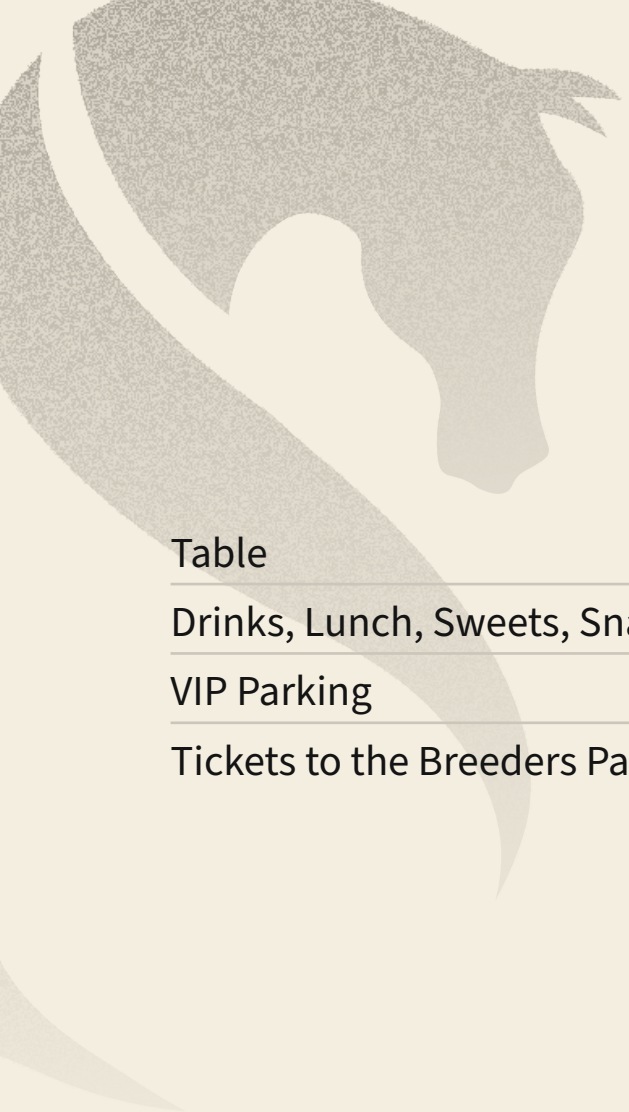 Table
Drinks, Lunch, Sweets,
VIP Parking
Tickets to the Breeders